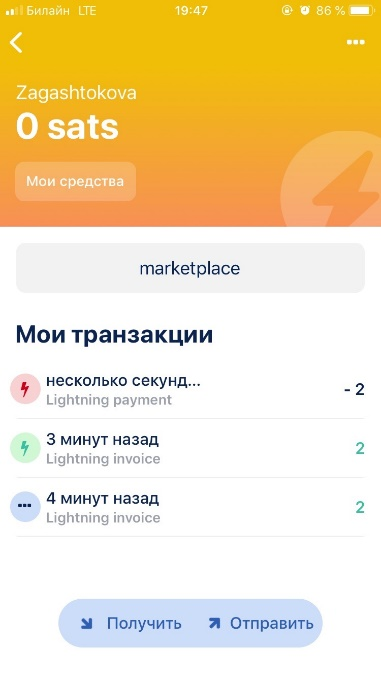 Билайн LTE 19:47 86 %
Zagashtokova
0 sats
Мои средства
marketplace
Мои транзакции
несколько секунд...
- 2
Lightning payment
3 минут назад
2
Lightning invoice
4 минут назад
2
Lightning invoice
Получить Отправить